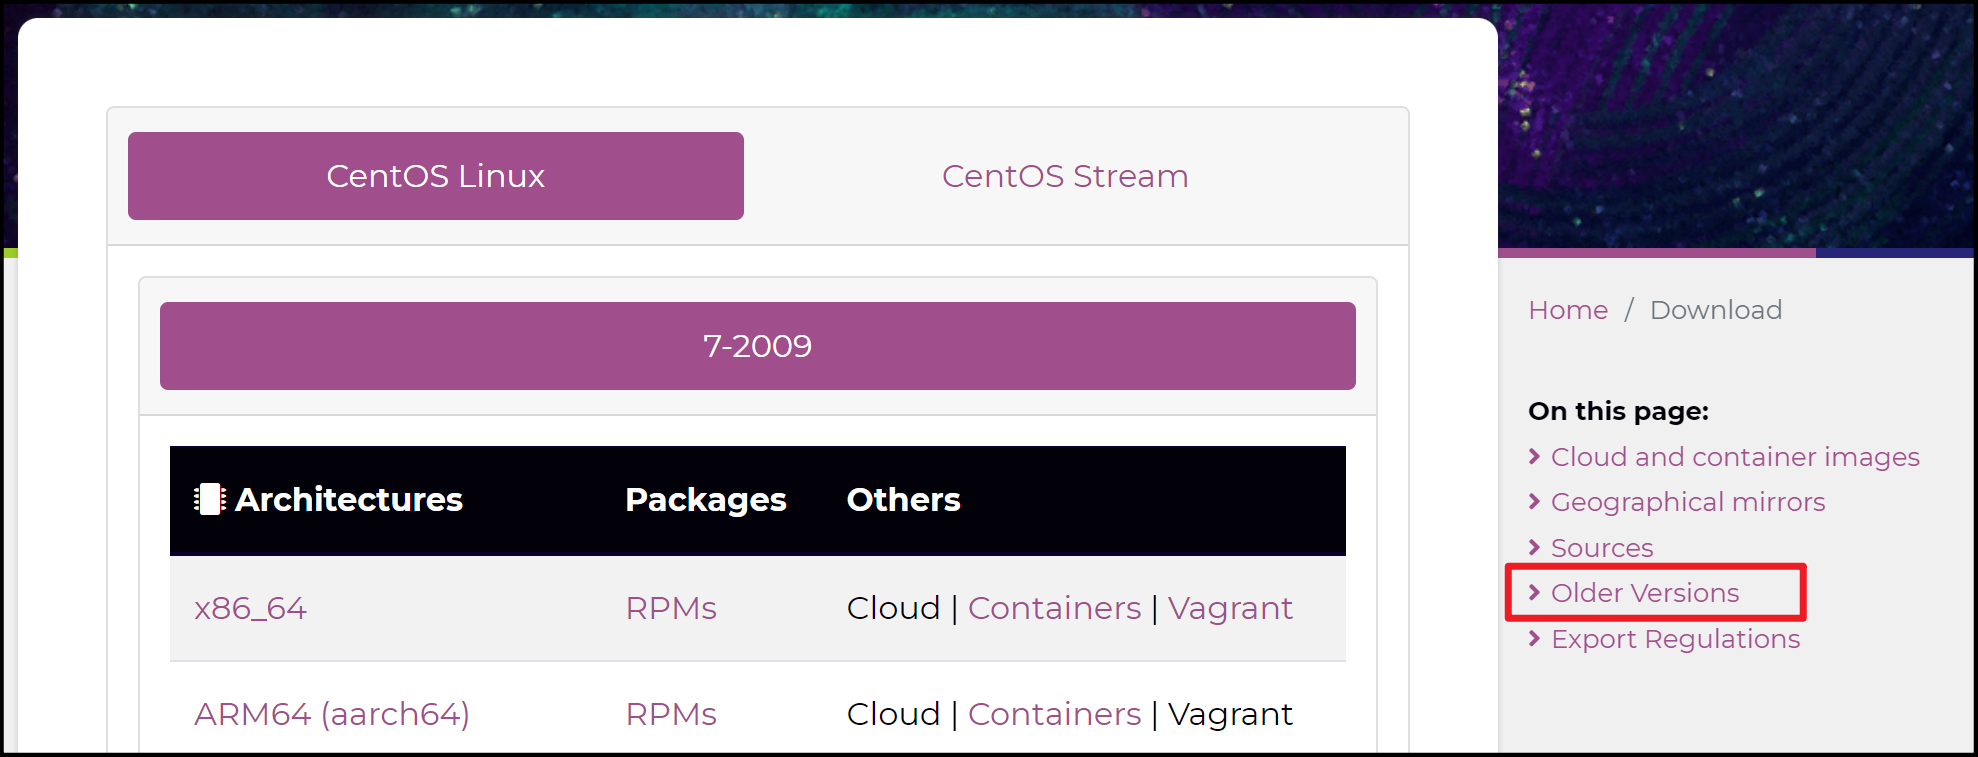 CentOS Linux
CentOS Stream
7-2009
Architectures Packages Others
x86_64 RPMs Cloud | Containers | Vagrant
ARM64 (aarch64) RPMs Cloud | Containers | Vagrant
Home / Download
On this page:
Cloud and container images
Geographical mirrors
Sources
Older Versions
Export Regulations